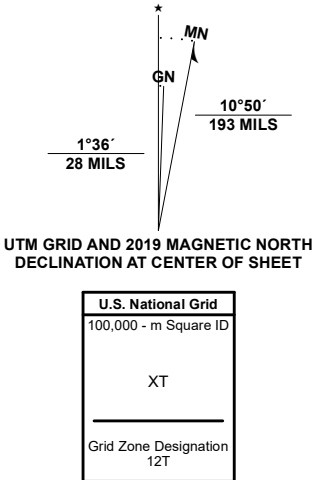 MN
GN
10°50´
193 MILS
1°36´
28 MILS
UTM GRID AND 2019 MAGNETIC NORTH
DECLINATION AT CENTER OF SHEET
U.S. National Grid
100,000 - m Square ID
XT
Grid Zone Designation
12T